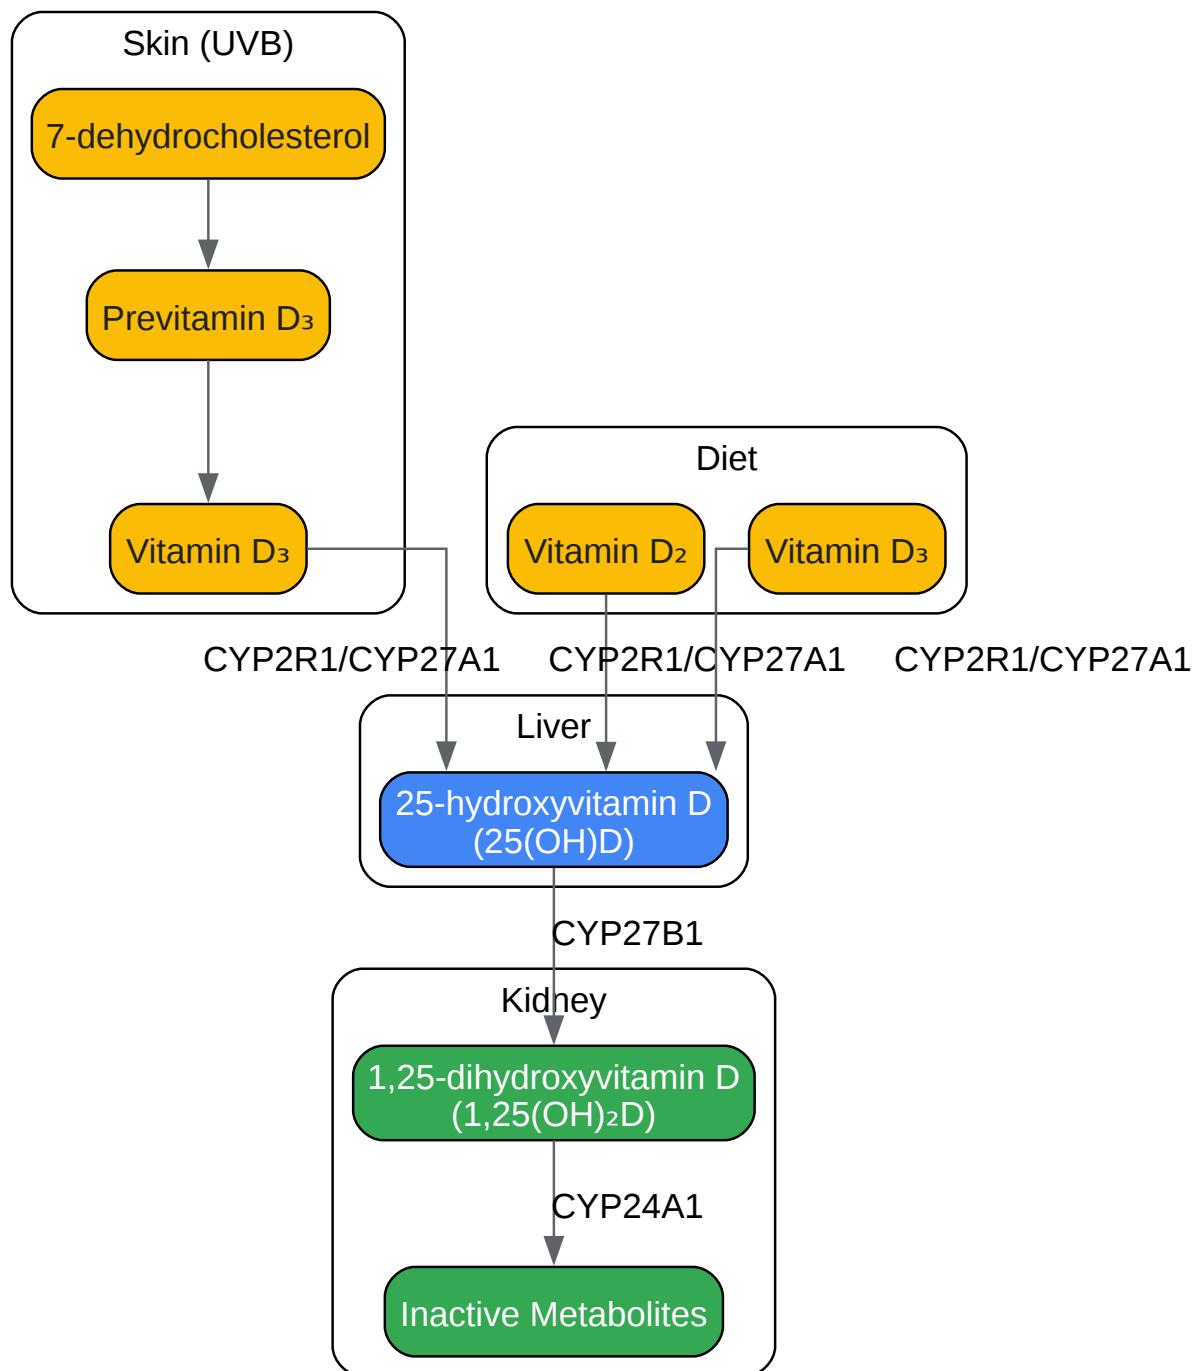 Skin (UVB)
7-dehydrocholesterol
Previtamin D₃
Vitamin D₃
Diet
Vitamin D₂
Vitamin D₃
CYP2R1/CYP27A1
CYP2R1/CYP27A1
CYP2R1/CYP27A1
Liver
25-hydroxyvitamin D
(25(OH)D)
CYP27B1
Kidney
1,25-dihydroxyvitamin D
(1,25(OH)₂D)
CYP24A1
Inactive Metabolites